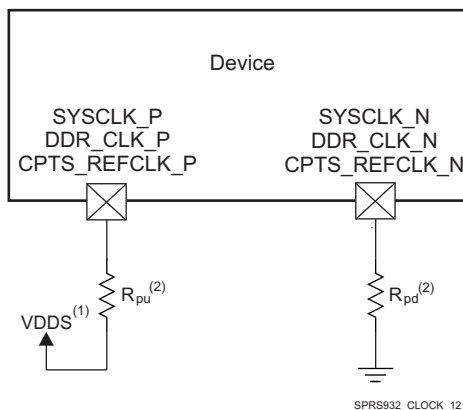 Device
SYSCLK_P
DDR_CLK_P
CPTS_REFCLK_P
SYSCLK_N
DDR_CLK_N
CPTS_REFCLK_N
Rpu(2)
Rpd(2)
VDDS(1)
SPRS932_CLOCK_12